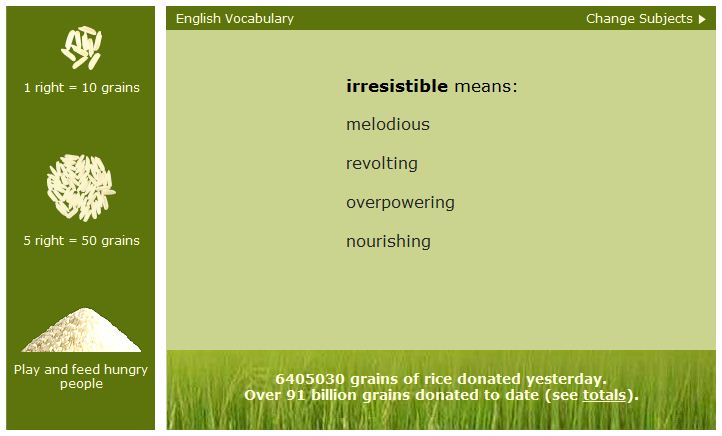 1 right = 10 grains
5 right = 50 grains
Play and feed hungry
people
English Vocabulary
Change Subjects
irresistible means:
melodious
revolting
overpowering
nourishing
6405030 grains of rice donated yesterday.
Over 91 billion grains donated to date (see totals).